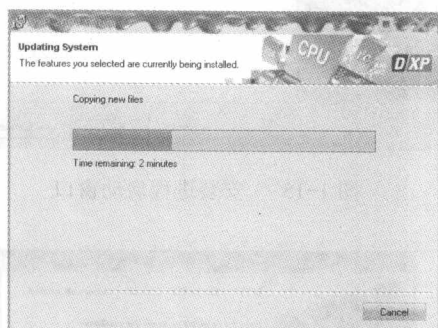 Updating System
The features you selected are currently being installed.
CPU
DXP
Copying new files
Time remaining: 2 minutes
Cancel